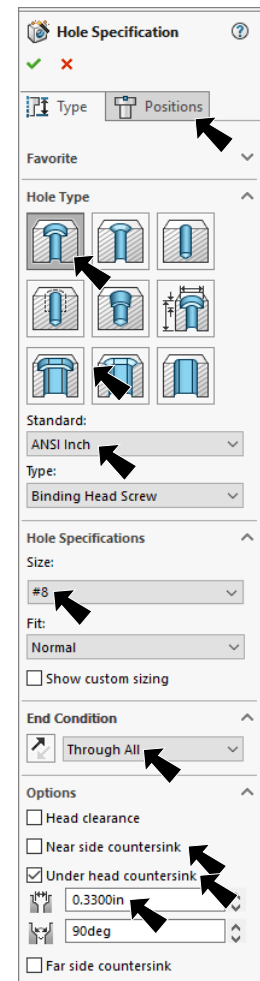 Hole Specification
Type Positions
Favorite
Hole Type
Standard:
ANSI Inch
Type:
Binding Head Screw
Hole Specifications
Size:
#8
Fit:
Normal
Show custom sizing
End Condition
Through All
Options
Head clearance
Near side countersink
Under head countersink
0.3300in
90deg
Far side countersink